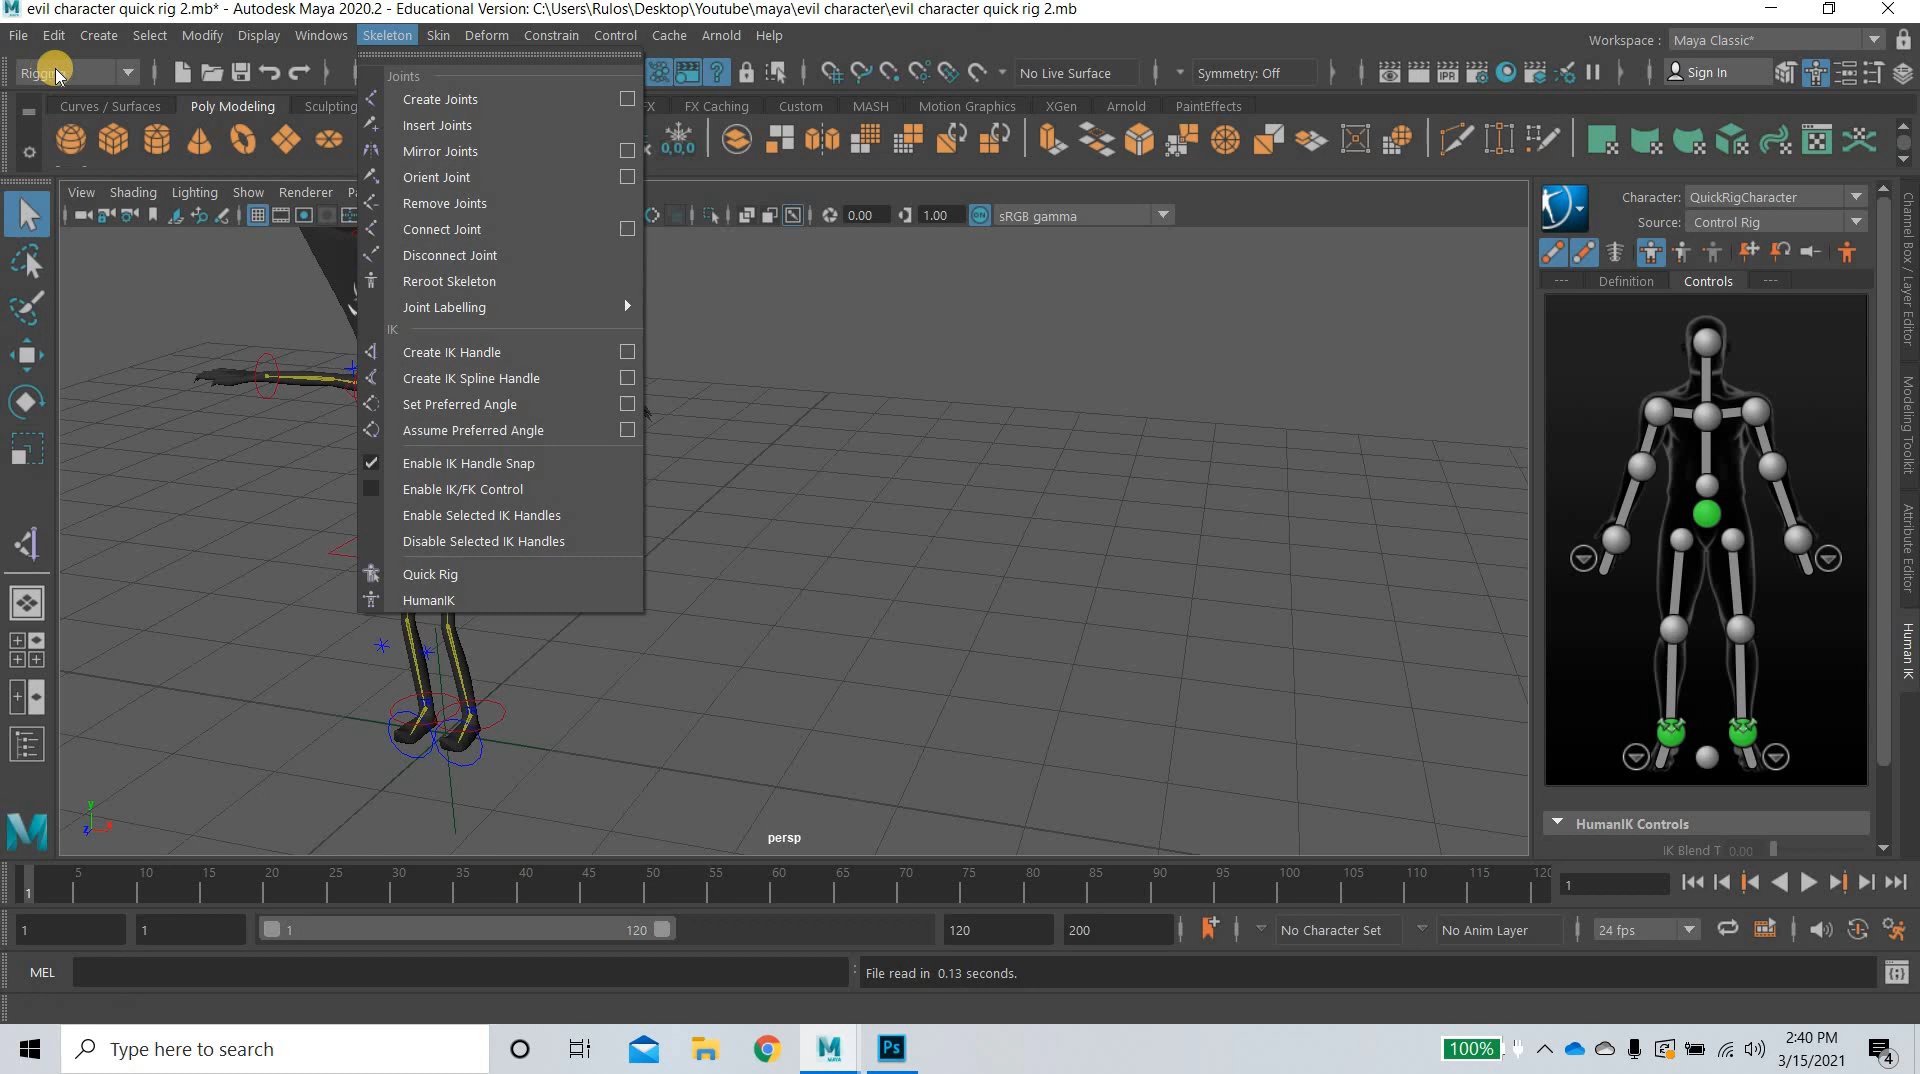 evil character quick rig 2.mb* - Autodesk Maya 2020.2 - Educational Version: C:\Users\Rulos\Desktop\Youtube\maya\evil character\evil character quick rig 2.mb
File Edit Create Select Modify Display Windows Skeleton Skin Deform Constrain Control Cache Arnold Help
Workspace : Maya Classic*
No Live Surface
Symmetry: Off
Sign In
Curves / Surfaces
Poly Modeling
Sculpting
FX Caching
Custom
MASH
Motion Graphics
XGen
Arnold
PaintEffects
0,0,0
IPR
View Shading Lighting Show Renderer
0.00
1.00
ON
sRGB gamma
Joints
Create Joints
Insert Joints
Mirror Joints
Orient Joint
Remove Joints
Connect Joint
Disconnect Joint
Reroot Skeleton
Joint Labelling
IK
Create IK Handle
Create IK Spline Handle
Set Preferred Angle
Assume Preferred Angle
Enable IK Handle Snap
Enable IK/FK Control
Enable Selected IK Handles
Disable Selected IK Handles
Quick Rig
HumanIK
Character: QuickRigCharacter
Source: Control Rig
--- Definition Controls ---
HumanIK Controls
IK Blend T 0.00
Channel Box / Layer Editor
Modeling Toolkit
Attribute Editor
Human IK
y
z
persp
5 10 15 20 25 30 35 40 45 50 55 60 65 70 75 80 85 90 95 100 105 110 115
1
1
1
1
1
120
120
200
No Character Set
No Anim Layer
24 fps
MEL
File read in 0.13 seconds.
Type here to search
MAYA
Ps
100%
2:40 PM
3/15/2021
4